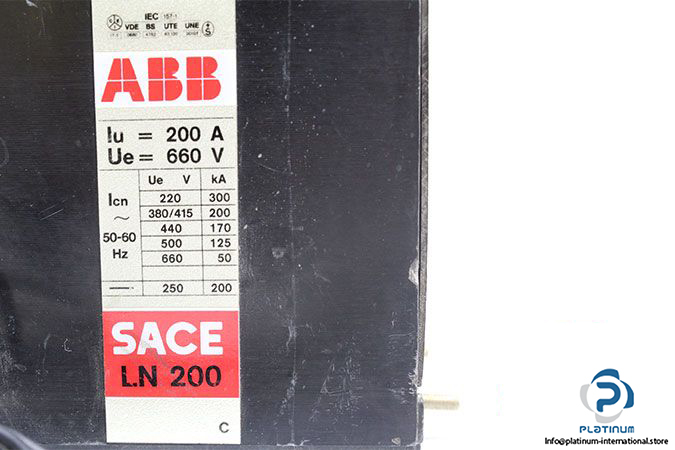 IEC 157-1
VDE BS UTE UNE
ABB
Iu = 200 A
Ue = 660 V
Icn ~ 50-60 Hz
Ue V kA
220 300
380/415 200
440 170
500 125
660 50
250 200
SACE
LN 200
C
PLATINUM
Info@platinum-international.store